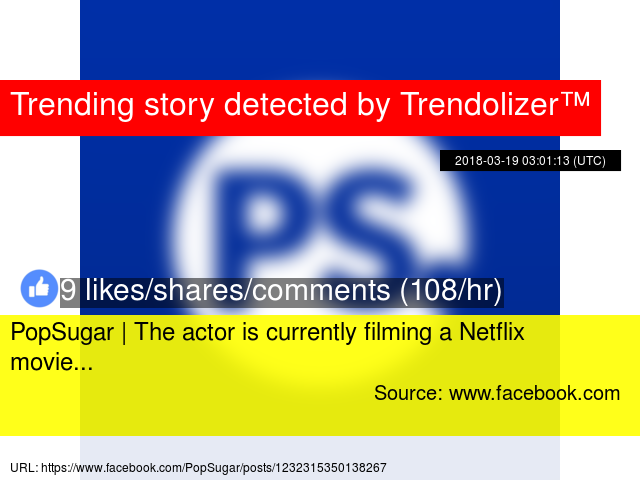 Trending story detected by Trendolizer™
2018-03-19 03:01:13 (UTC)
PS
9 likes/shares/comments (108/hr)
PopSugar | The actor is currently filming a Netflix
movie...
Source: www.facebook.com
URL: https://www.facebook.com/PopSugar/posts/1232315350138267